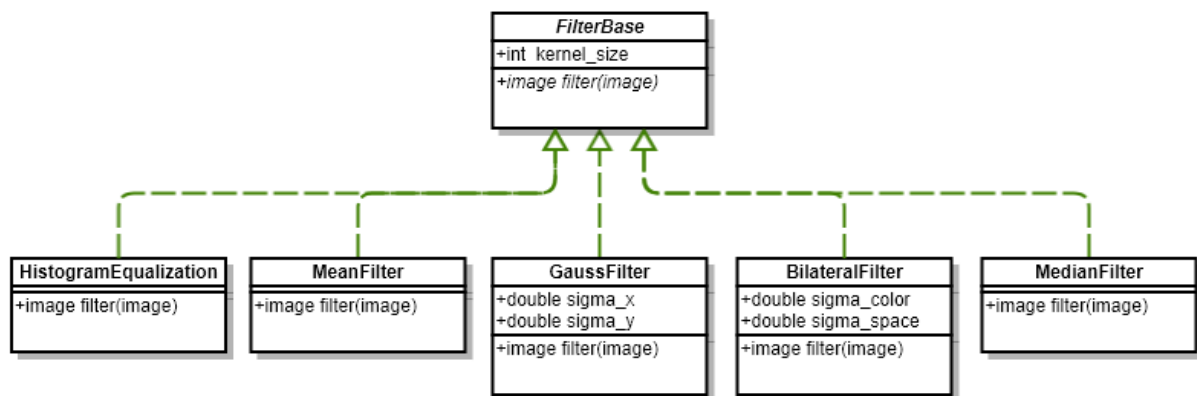 FilterBase
+int kernel_size
+image filter(image)
HistogramEqualization
+image filter(image)
MeanFilter
+image filter(image)
GaussFilter
+double sigma_x
+double sigma_y
+image filter(image)
BilateralFilter
+double sigma_color
+double sigma_space
+image filter(image)
MedianFilter
+image filter(image)